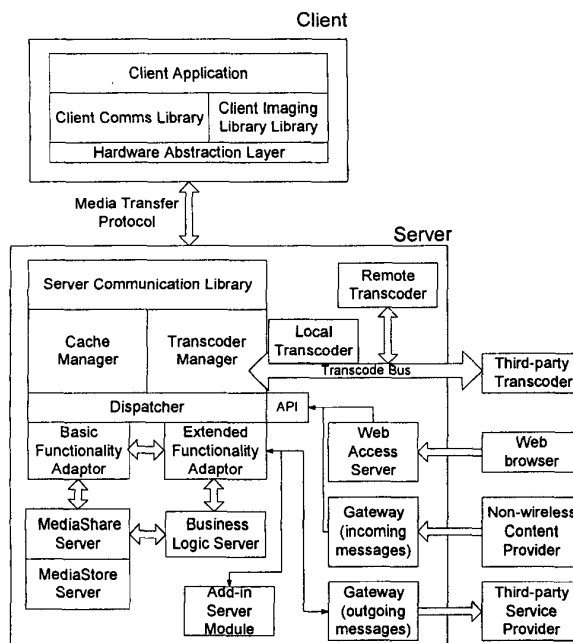 Client
Client Application
Client Comms Library
Client Imaging
Library Library
Hardware Abstraction Layer
Media Transfer
Protocol
Server
Server Communication Library
Remote
Transcoder
Cache
Manager
Transcoder
Manager
Local
Transcoder
Transcode Bus
Third-party
Transcoder
Dispatcher
API
Basic
Functionality
Adaptor
Extended
Functionality
Adaptor
Web
Access
Server
Web
browser
MediaShare
Server
MediaStore
Server
Business
Logic Server
Gateway
(incoming
messages)
Non-wireless
Content
Provider
Add-in
Server
Module
Gateway
(outgoing
messages)
Third-party
Service
Provider